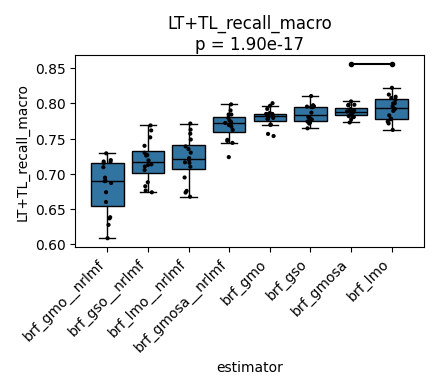 LT+TL_recall_macro
p = 1.90e-17
LT+TL_recall_macro
0.85
0.80
0.75
0.70
0.65
0.60
brf_gmo__nrlmf
brf_gso__nrlmf
brf_lmo__nrlmf
brf_gmosa__nrlmf
brf_gmo
brf_gso
brf_gmosa
brf_lmo
estimator